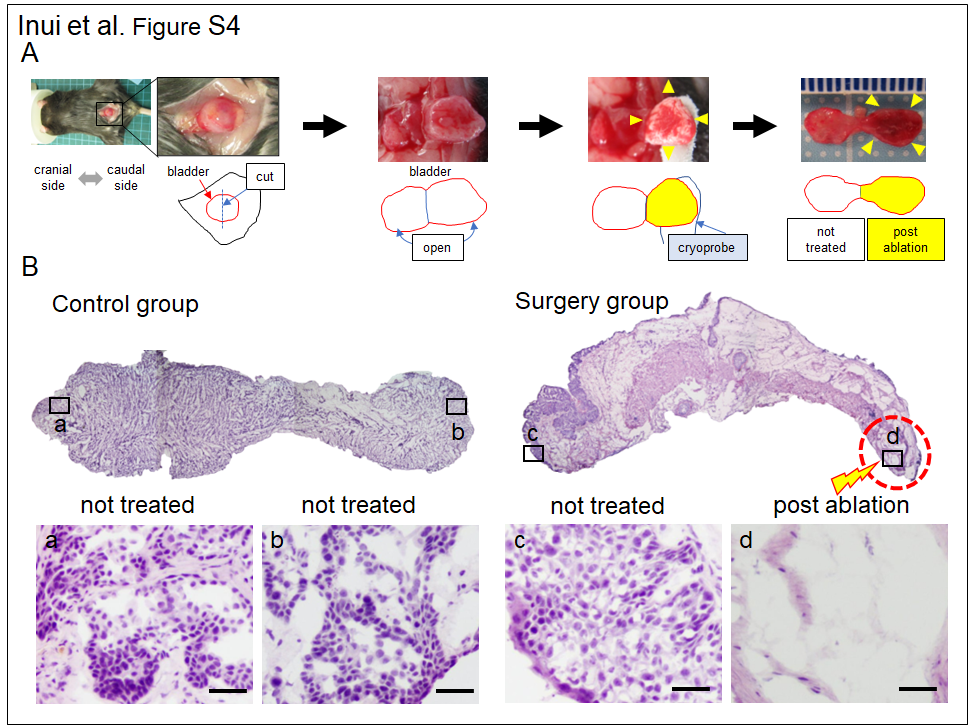 Inui et al. Figure S4
A
cranial side
caudal side
bladder
cut
bladder
open
cryoprobe
not treated
post ablation
B
Control group
Surgery group
a
b
c
d
not treated
not treated
not treated
post ablation
a
b
c
d